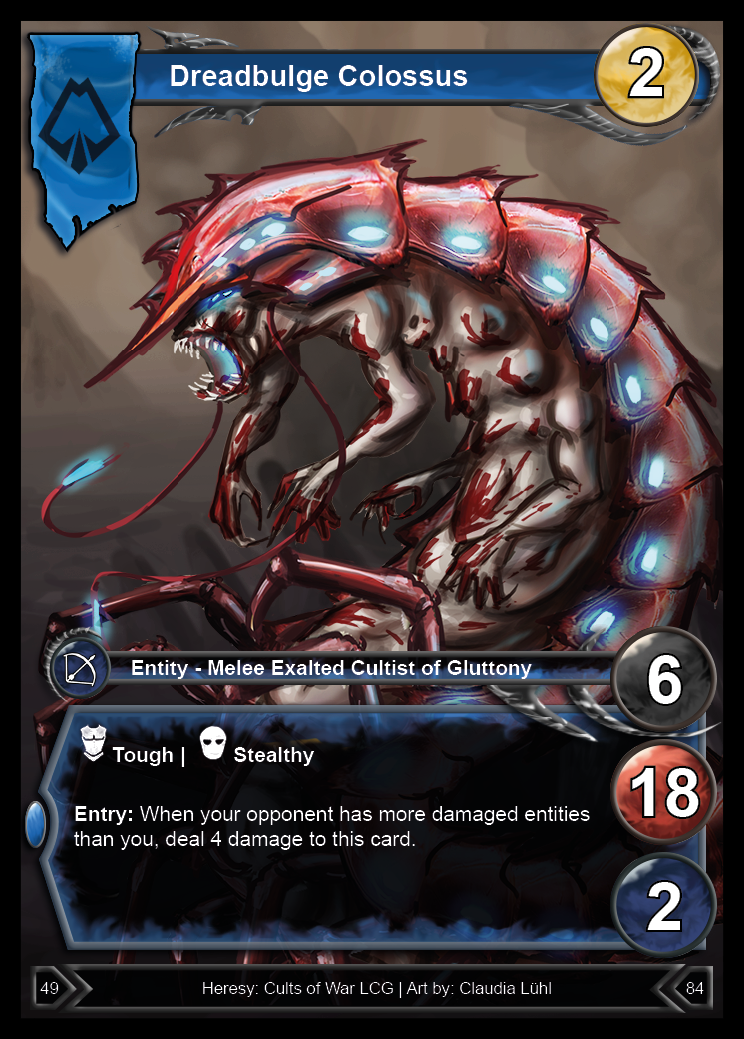 Dreadbulge Colossus
2
Entity - Melee Exalted Cultist of Gluttony
6
Tough | Stealthy
18
Entry: When your opponent has more damaged entities
than you, deal 4 damage to this card.
2
49
Heresy: Cults of War LCG | Art by: Claudia Lühl
84